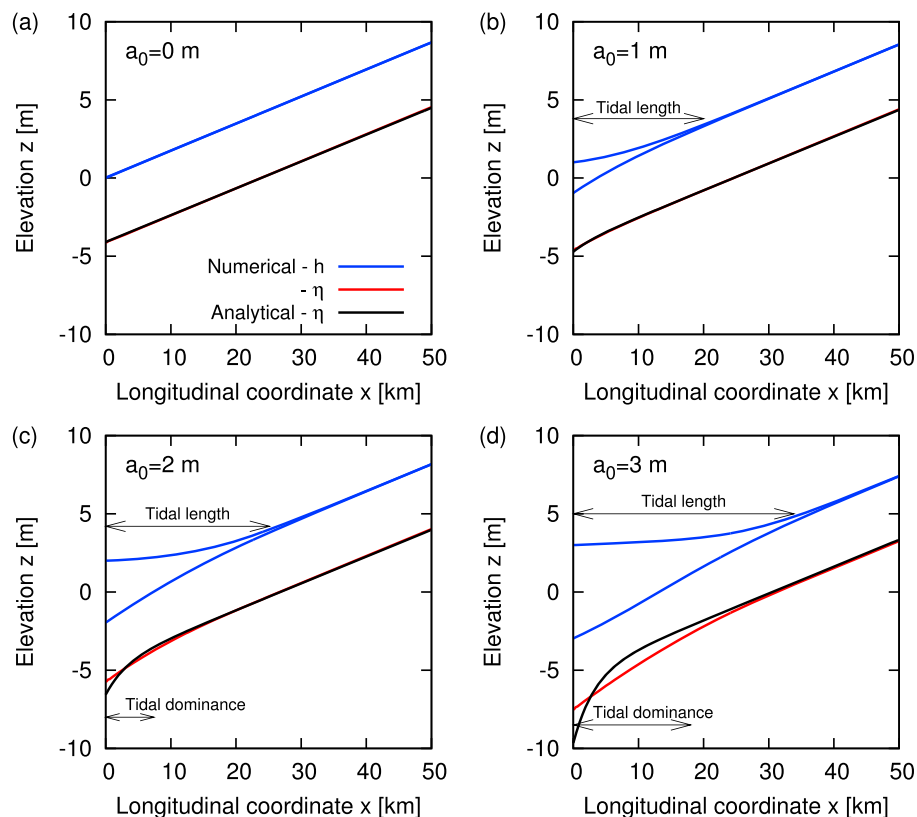 (a)
a₀=0 m
10
5
0
-5
-10
Elevation z [m]
Numerical - h
- η
Analytical - η
0 10 20 30 40 50
Longitudinal coordinate x [km]
(b)
a₀=1 m
10
5
0
-5
-10
Elevation z [m]
Tidal length
0 10 20 30 40 50
Longitudinal coordinate x [km]
(c)
a₀=2 m
10
5
0
-5
-10
Elevation z [m]
Tidal length
Tidal dominance
0 10 20 30 40 50
Longitudinal coordinate x [km]
(d)
a₀=3 m
10
5
0
-5
-10
Elevation z [m]
Tidal length
Tidal dominance
0 10 20 30 40 50
Longitudinal coordinate x [km]